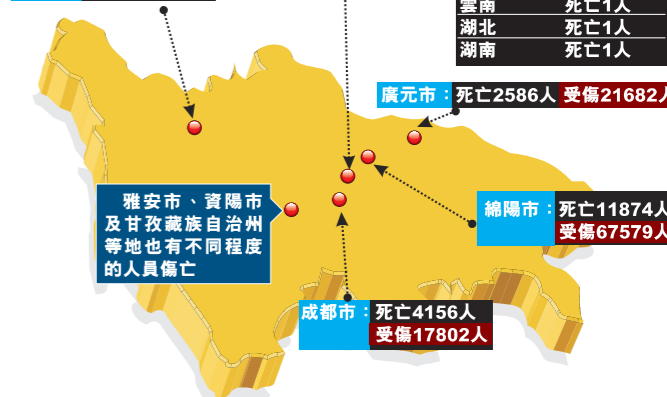 雲南 死亡1人
湖北 死亡1人
湖南 死亡1人
廣元市：死亡2586人 受傷21682人
綿陽市：死亡11874人
受傷67579人
雅安市、資陽市
及甘孜藏族自治州
等地也有不同程度
的人員傷亡
成都市：死亡4156人
受傷17802人